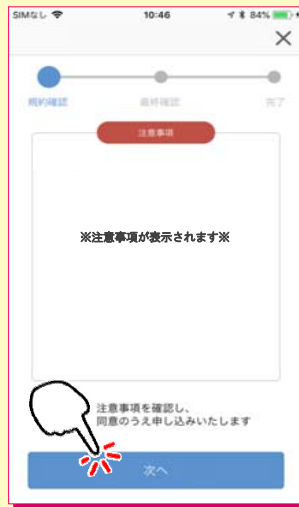 SIMなし 10:46 84%
規約確認 最終確認 完了
注意事項
※注意事項が表示されます※
注意事項を確認し、
同意のうえ申し込みいたします
次へ